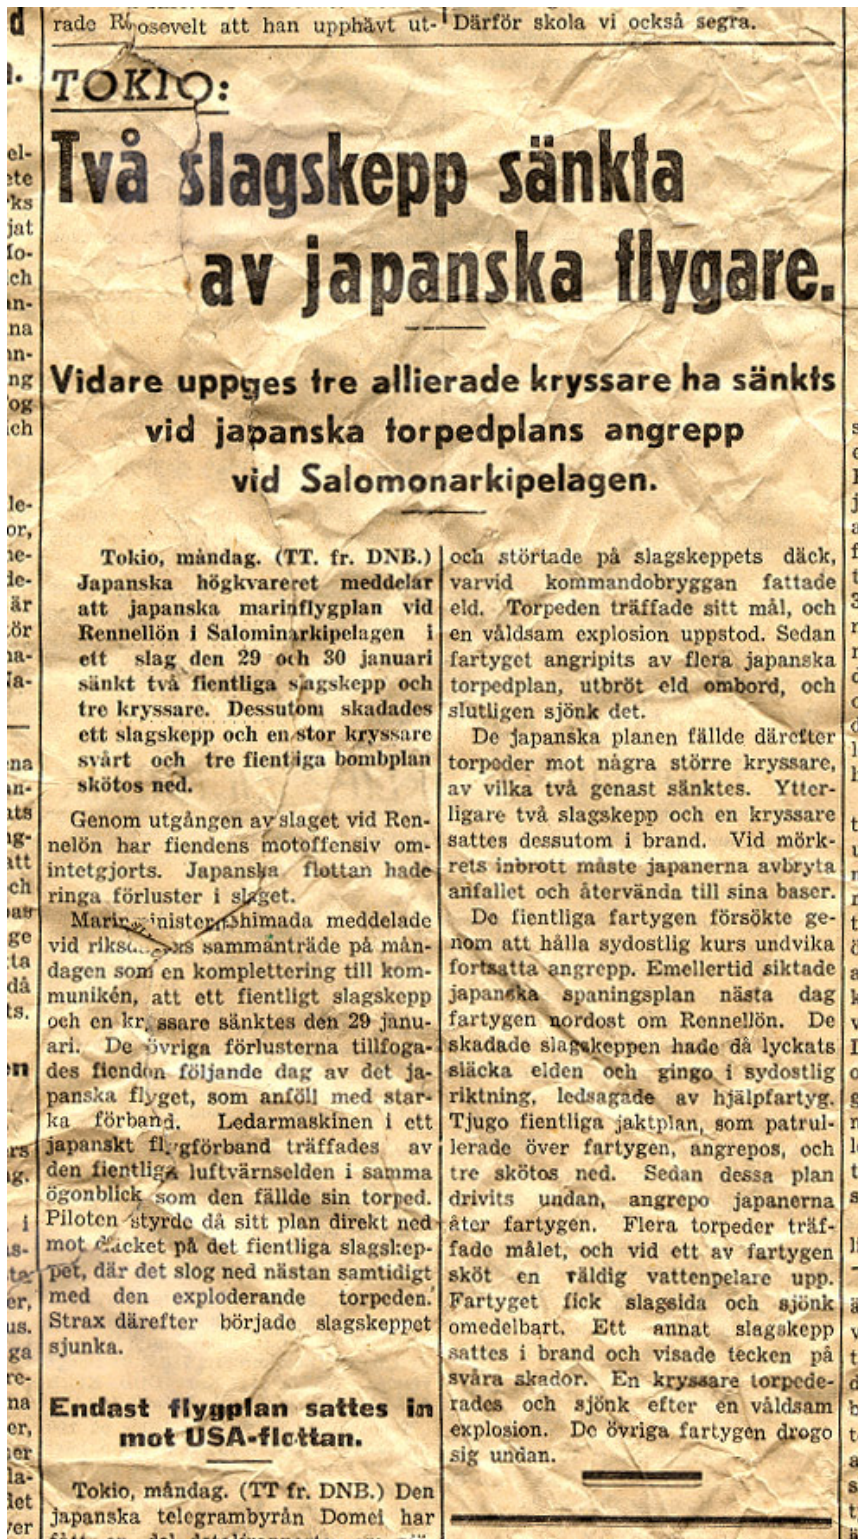 rade Roosevelt att han upphävt ut-
Därför skola vi också segra.
TOKIO:
Två slagskepp sänkta
av japanska flygare.
Vidare uppges tre allierade kryssare ha sänkts
vid japanska torpedplans angrepp
vid Salomonarkipelagen.
Tokio, måndag. (TT. fr. DNB.)
Japanska högkvareret meddelar
att japanska marinflygplan vid
Rennellön i Salominarkipelagen i
ett slag den 29 och 30 januari
sänkt två fientliga slagskepp och
tre kryssare. Dessutom skadades
ett slagskepp och en stor kryssare
svårt och tre fientliga bombplan
skötos ned.
Genom utgången av slaget vid Ren-
nelön har fiendens motoffensiv om-
intetgjorts. Japanska flottan hade
ringa förluster i slaget.
Marinminister Shimada meddelade
vid riksdagens sammanträde på mån-
dagen som en komplettering till kom-
munikén, att ett fientligt slagskepp
och en kryssare sänktes den 29 janu-
ari. De övriga förlusterna tillfoga-
des fienden följande dag av det ja-
panska flyget, som anföll med star-
ka förband. Ledarmaskinen i ett
japanskt flygförband träffades av
den fientliga luftvärnselden i samma
ögonblick som den fällde sin torped.
Piloten styrde då sitt plan direkt ned
mot däcket på det fientliga slagskep-
pet, där det slog ned nästan samtidigt
med den exploderande torpeden.
Strax därefter började slagskeppet
sjunka.
Endast flygplan sattes in
mot USA-flottan.
Tokio, måndag. (TT fr. DNB.) Den
japanska telegrambyrån Domei har
och störtade på slagskeppets däck,
varvid kommandobryggan fattade
eld. Torpeden träffade sitt mål, och
en våldsam explosion uppstod. Sedan
fartyget angripits av flera japanska
torpedplan, utbröt eld ombord, och
slutligen sjönk det.
De japanska planen fällde därefter
torpeder mot några större kryssare,
av vilka två genast sänktes. Ytter-
ligare två slagskepp och en kryssare
sattes dessutom i brand. Vid mörk-
rets inbrott måste japanerna avbryta
anfallet och återvända till sina baser.
De fientliga fartygen försökte ge-
nom att hålla sydostlig kurs undvika
fortsatta angrepp. Emellertid siktade
japanska spaningsplan nästa dag
fartygen nordost om Rennellön. De
skadade slagskeppen hade då lyckats
släcka elden och gingo i sydostlig
riktning, ledsagade av hjälpfartyg.
Tjugo fientliga jaktplan, som patrul-
lerade över fartygen, angrepos, och
tre skötos ned. Sedan dessa plan
drivits undan, angrepo japanerna
åter fartygen. Flera torpeder träf-
fade målet, och vid ett av fartygen
sköt en väldig vattenpelare upp.
Fartyget fick slagsida och sjönk
omedelbart. Ett annat slagskepp
sattes i brand och visade tecken på
svåra skador. En kryssare torpede-
rades och sjönk efter en våldsam
explosion. De övriga fartygen drogo
sig undan.